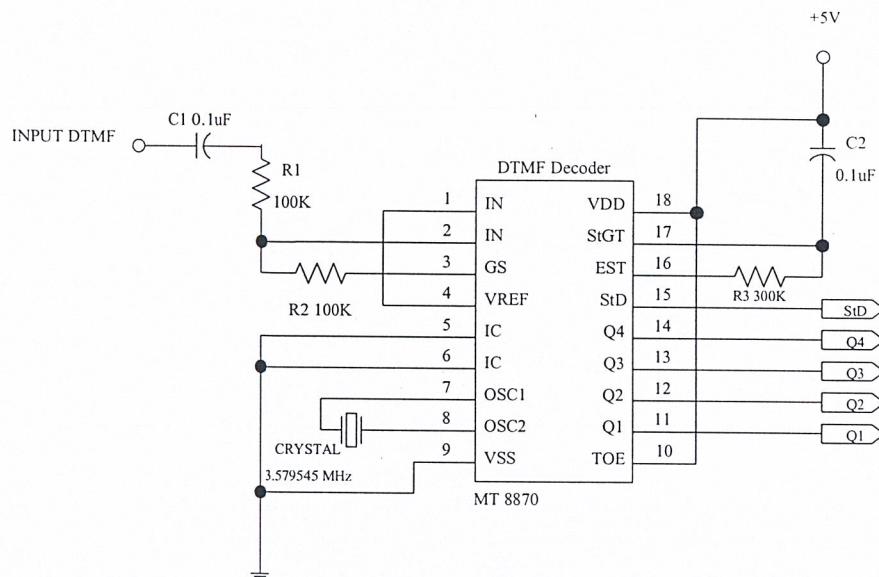 +5V
C1 0.1uF
INPUT DTMF
R1
100K
C2
0.1uF
DTMF Decoder
1 IN VDD 18
2 IN StGT 17
3 GS EST 16
R2 100K
R3 300K
4 VREF StD 15
StD
5 IC Q4 14
Q4
6 IC Q3 13
Q3
7 OSC1 Q2 12
Q2
8 OSC2 Q1 11
Q1
CRYSTAL
9 VSS TOE 10
3.579545 MHz
MT 8870